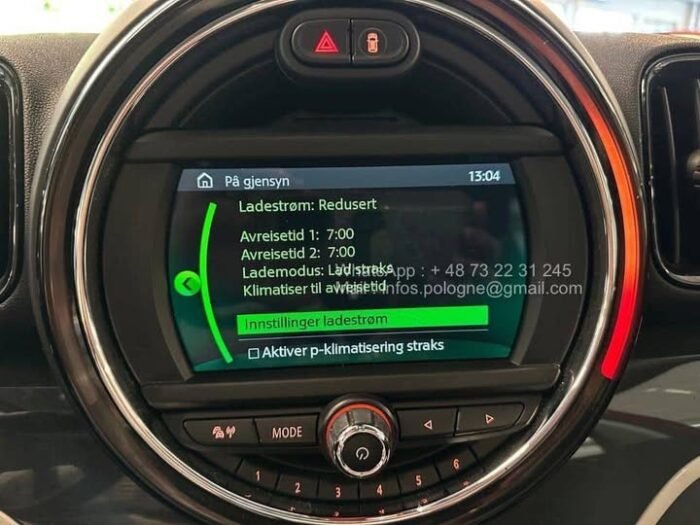 På gjensyn 13:04
Ladestrøm: Redusert
Avreisetid 1: 7:00
Avreisetid 2: 7:00
Lademodus: Lad straks
WhatsApp : + 48 73 22 31 245
Klimatiser til avreisetid
infos.pologne@gmail.com
Innstillinger ladestrøm
Aktiver p-klimatisering straks
MODE
1 2 3 4 5 6